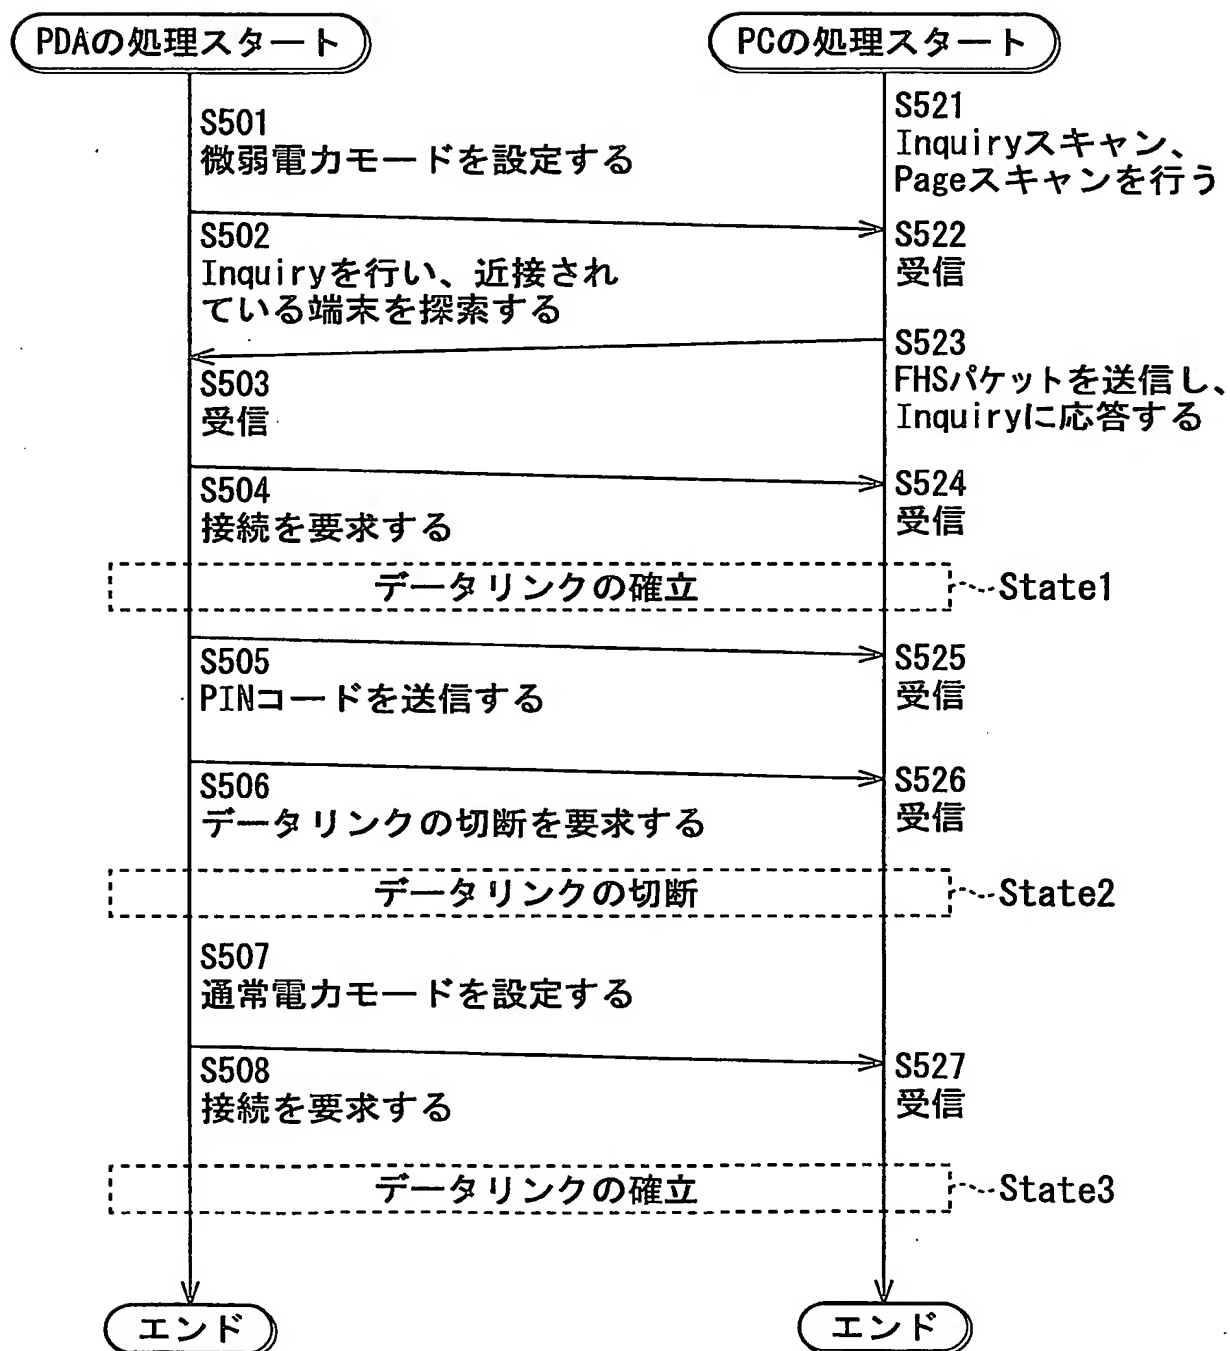 PDAの処理スタート
PCの処理スタート
S501
微弱電力モードを設定する
S521
Inquiryスキャン、
Pageスキャンを行う
S502
Inquiryを行い、近接され
ている端末を探索する
S522
受信
S503
受信
S523
FHSパケットを送信し、
Inquiryに応答する
S504
接続を要求する
S524
受信
データリンクの確立
State1
S505
PINコードを送信する
S525
受信
S506
データリンクの切断を要求する
S526
受信
データリンクの切断
State2
S507
通常電力モードを設定する
S508
接続を要求する
S527
受信
データリンクの確立
State3
エンド
エンド